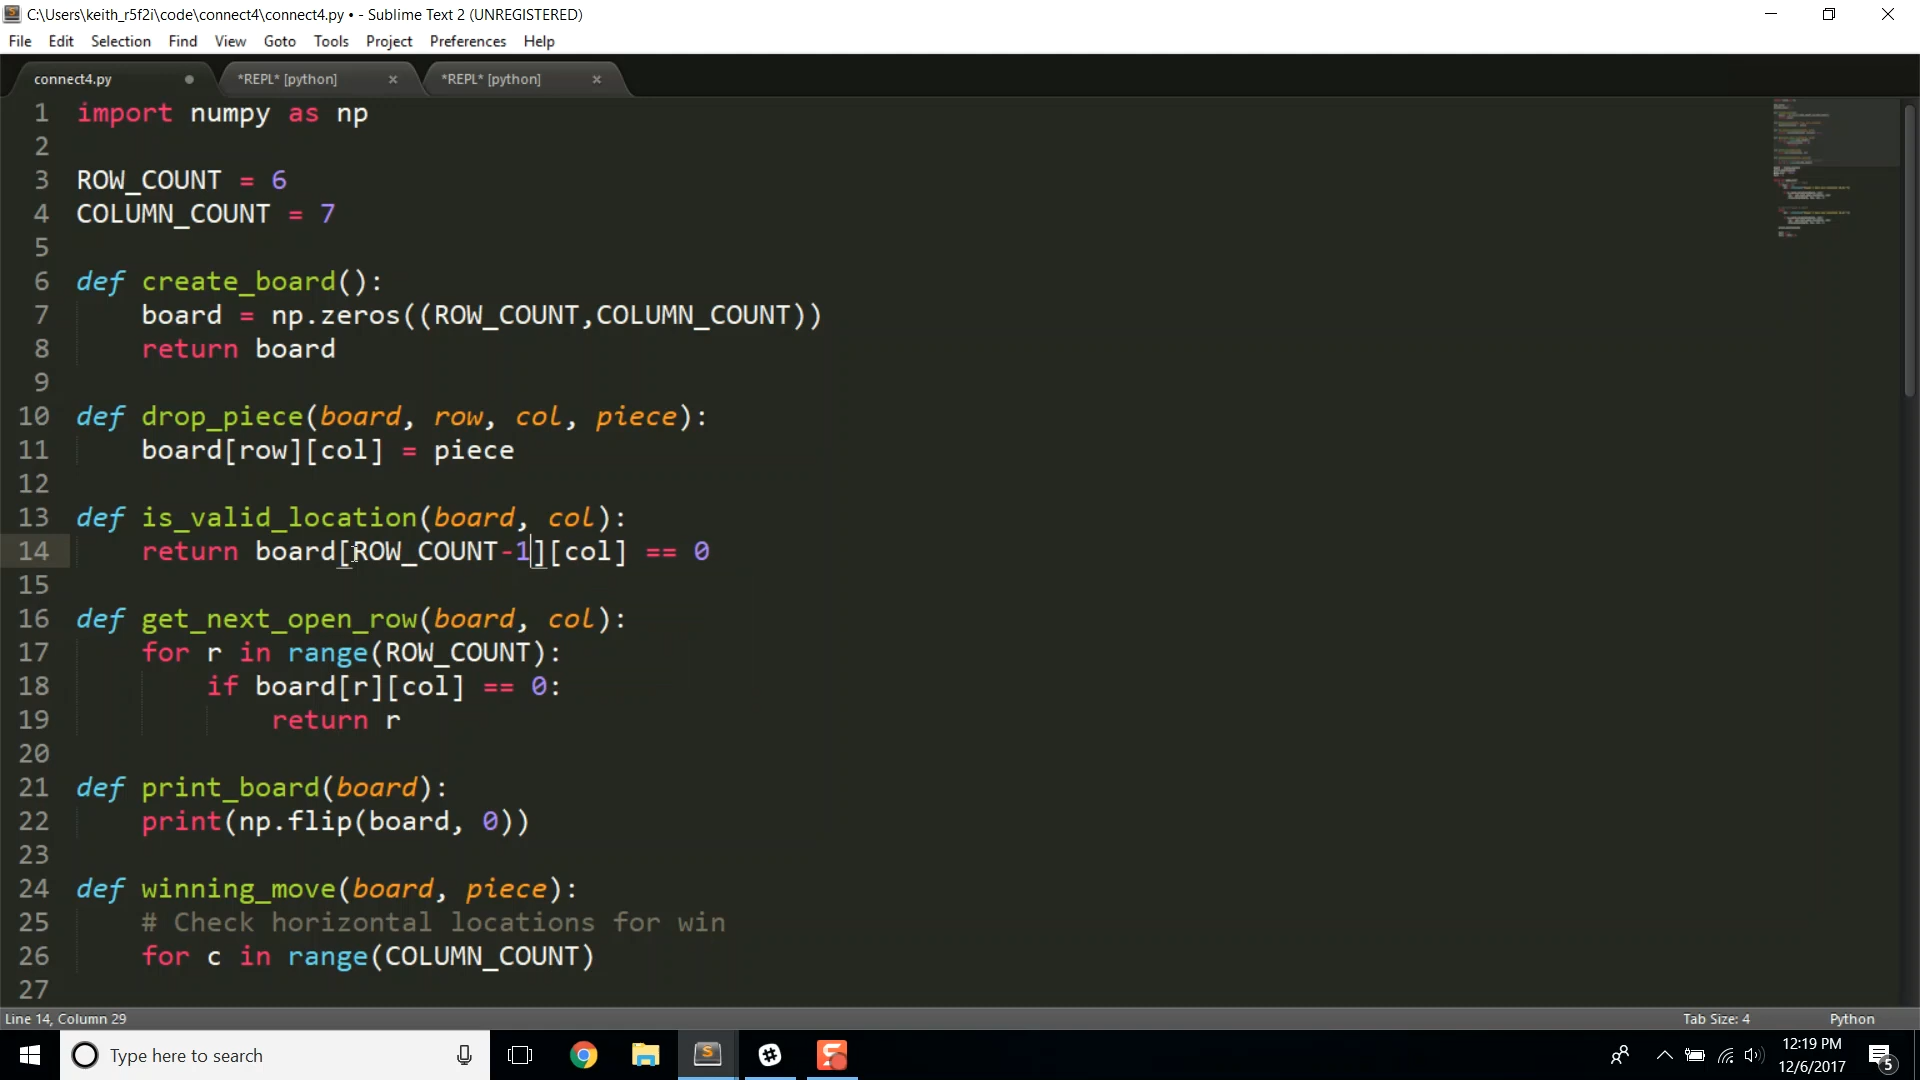 C:\Users\keith_r5f2i\code\connect4\connect4.py • - Sublime Text 2 (UNREGISTERED)
File Edit Selection Find View Goto Tools Project Preferences Help
connect4.py *REPL* [python] × *REPL* [python] ×
1 import numpy as np
2
3 ROW_COUNT = 6
4 COLUMN_COUNT = 7
5
6 def create_board():
7 board = np.zeros((ROW_COUNT,COLUMN_COUNT))
8 return board
9
10 def drop_piece(board, row, col, piece):
11 board[row][col] = piece
12
13 def is_valid_location(board, col):
14 return board[ROW_COUNT-1][col] == 0
15
16 def get_next_open_row(board, col):
17 for r in range(ROW_COUNT):
18 if board[r][col] == 0:
19 return r
20
21 def print_board(board):
22 print(np.flip(board, 0))
23
24 def winning_move(board, piece):
25 # Check horizontal locations for win
26 for c in range(COLUMN_COUNT)
27
Line 14, Column 29 Tab Size: 4 Python
Type here to search
12:19 PM
12/6/2017
5